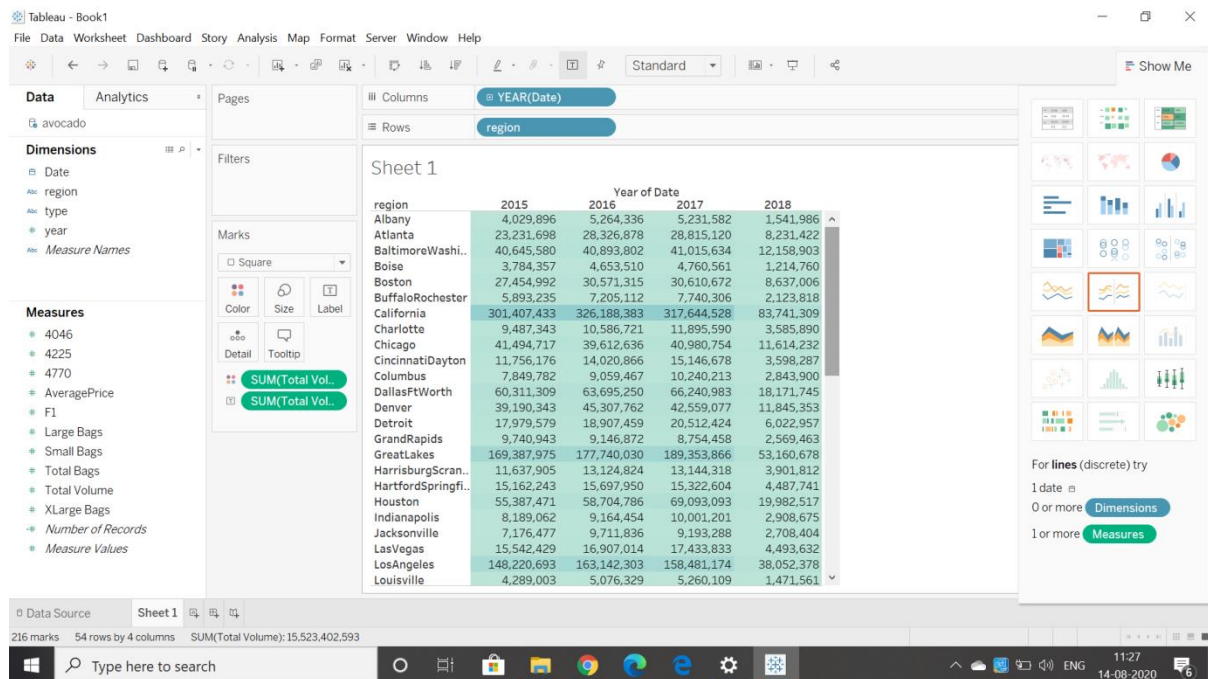 Tableau - Book1
File Data Worksheet Dashboard Story Analysis Map Format Server Window Help
Standard
Show Me
Data Analytics
avocado
Dimensions
Date
Abc region
Abc type
# year
Abc Measure Names
Measures
# 4046
# 4225
# 4770
# AveragePrice
# F1
# Large Bags
# Small Bags
# Total Bags
# Total Volume
# XLarge Bags
=# Number of Records
# Measure Values
Pages
Filters
Marks
Square
Color Size Label
Detail Tooltip
SUM(Total Vol..
SUM(Total Vol..
iii Columns YEAR(Date)
Rows region
Sheet 1
Year of Date
region 2015 2016 2017 2018
Albany 4,029,896 5,264,336 5,231,582 1,541,986
Atlanta 23,231,698 28,326,878 28,815,120 8,231,422
BaltimoreWashi.. 40,645,580 40,893,802 41,015,634 12,158,903
Boise 3,784,357 4,653,510 4,760,561 1,214,760
Boston 27,454,992 30,571,315 30,610,672 8,637,006
BuffaloRochester 5,893,235 7,205,112 7,740,306 2,123,818
California 301,407,433 326,188,383 317,644,528 83,741,309
Charlotte 9,487,343 10,586,721 11,895,590 3,585,890
Chicago 41,494,717 39,612,636 40,980,754 11,614,232
CincinnatiDayton 11,756,176 14,020,866 15,146,678 3,598,287
Columbus 7,849,782 9,059,467 10,240,213 2,843,900
DallasFtWorth 60,311,309 63,695,250 66,240,983 18,171,745
Denver 39,190,343 45,307,762 42,559,077 11,845,353
Detroit 17,979,579 18,907,459 20,512,424 6,022,957
GrandRapids 9,740,943 9,146,872 8,754,458 2,569,463
GreatLakes 169,387,975 177,740,030 189,353,866 53,160,678
HarrisburgScran.. 11,637,905 13,124,824 13,144,318 3,901,812
HartfordSpringfi.. 15,162,243 15,697,950 15,322,604 4,487,741
Houston 55,387,471 58,704,786 69,093,093 19,982,517
Indianapolis 8,189,062 9,164,454 10,001,201 2,908,675
Jacksonville 7,176,477 9,711,836 9,193,288 2,708,404
LasVegas 15,542,429 16,907,014 17,433,833 4,493,632
LosAngeles 148,220,693 163,142,303 158,481,174 38,052,378
Louisville 4,289,003 5,076,329 5,260,109 1,471,561
For lines (discrete) try
1 date
0 or more Dimensions
1 or more Measures
Data Source Sheet 1
216 marks 54 rows by 4 columns SUM(Total Volume): 15,523,402,593
Type here to search
ENG
11:27
14-08-2020
6